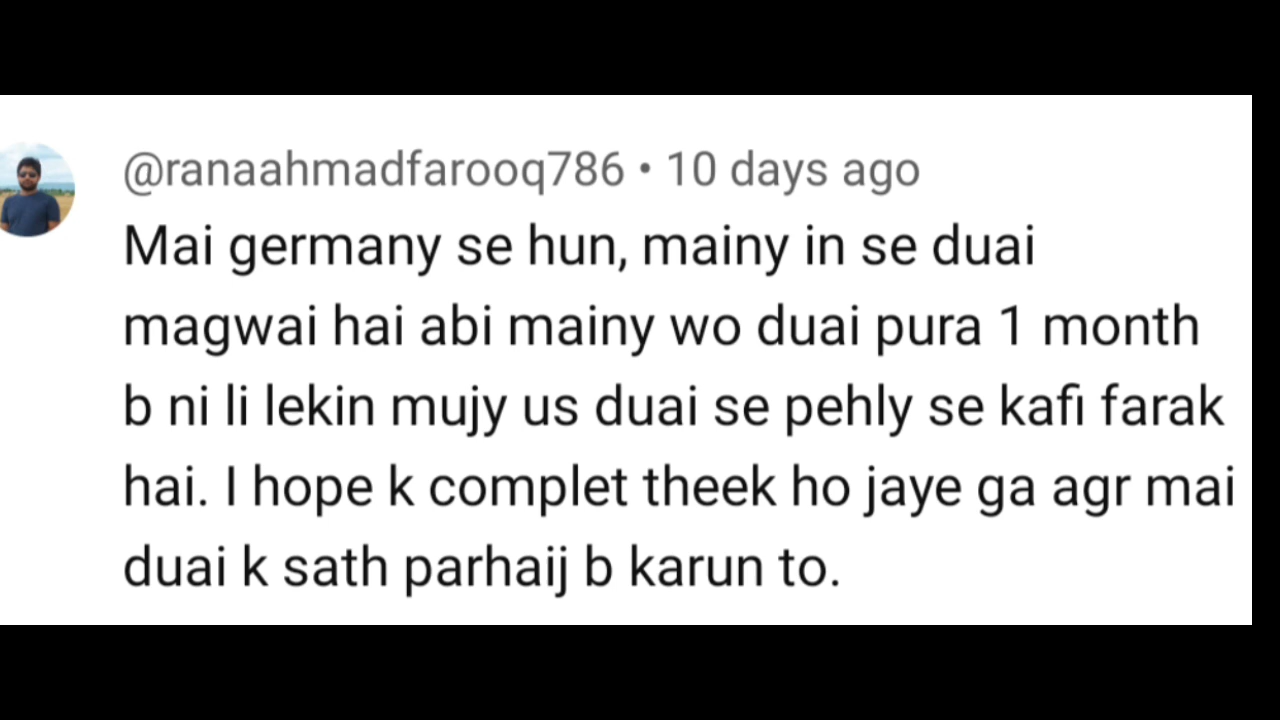 @ranaahmadfarooq786 • 10 days ago
Mai germany se hun, mainy in se duai
magwai hai abi mainy wo duai pura 1 month
b ni li lekin mujy us duai se pehly se kafi farak
hai. I hope k complet theek ho jaye ga agr mai
duai k sath parhaij b karun to.